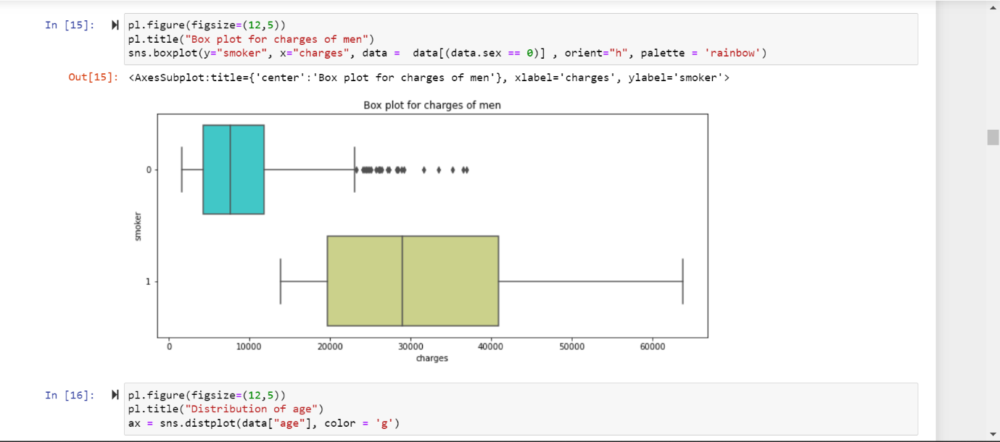 In [15]:
pl.figure(figsize=(12,5))
pl.title("Box plot for charges of men")
sns.boxplot(y="smoker", x="charges", data =  data[(data.sex == 0)] , orient="h", palette = 'rainbow')
Out[15]: <AxesSubplot:title={'center':'Box plot for charges of men'}, xlabel='charges', ylabel='smoker'>
Box plot for charges of men
0
smoker
1
0 10000 20000 30000 40000 50000 60000
charges
In [16]:
pl.figure(figsize=(12,5))
pl.title("Distribution of age")
ax = sns.distplot(data["age"], color = 'g')